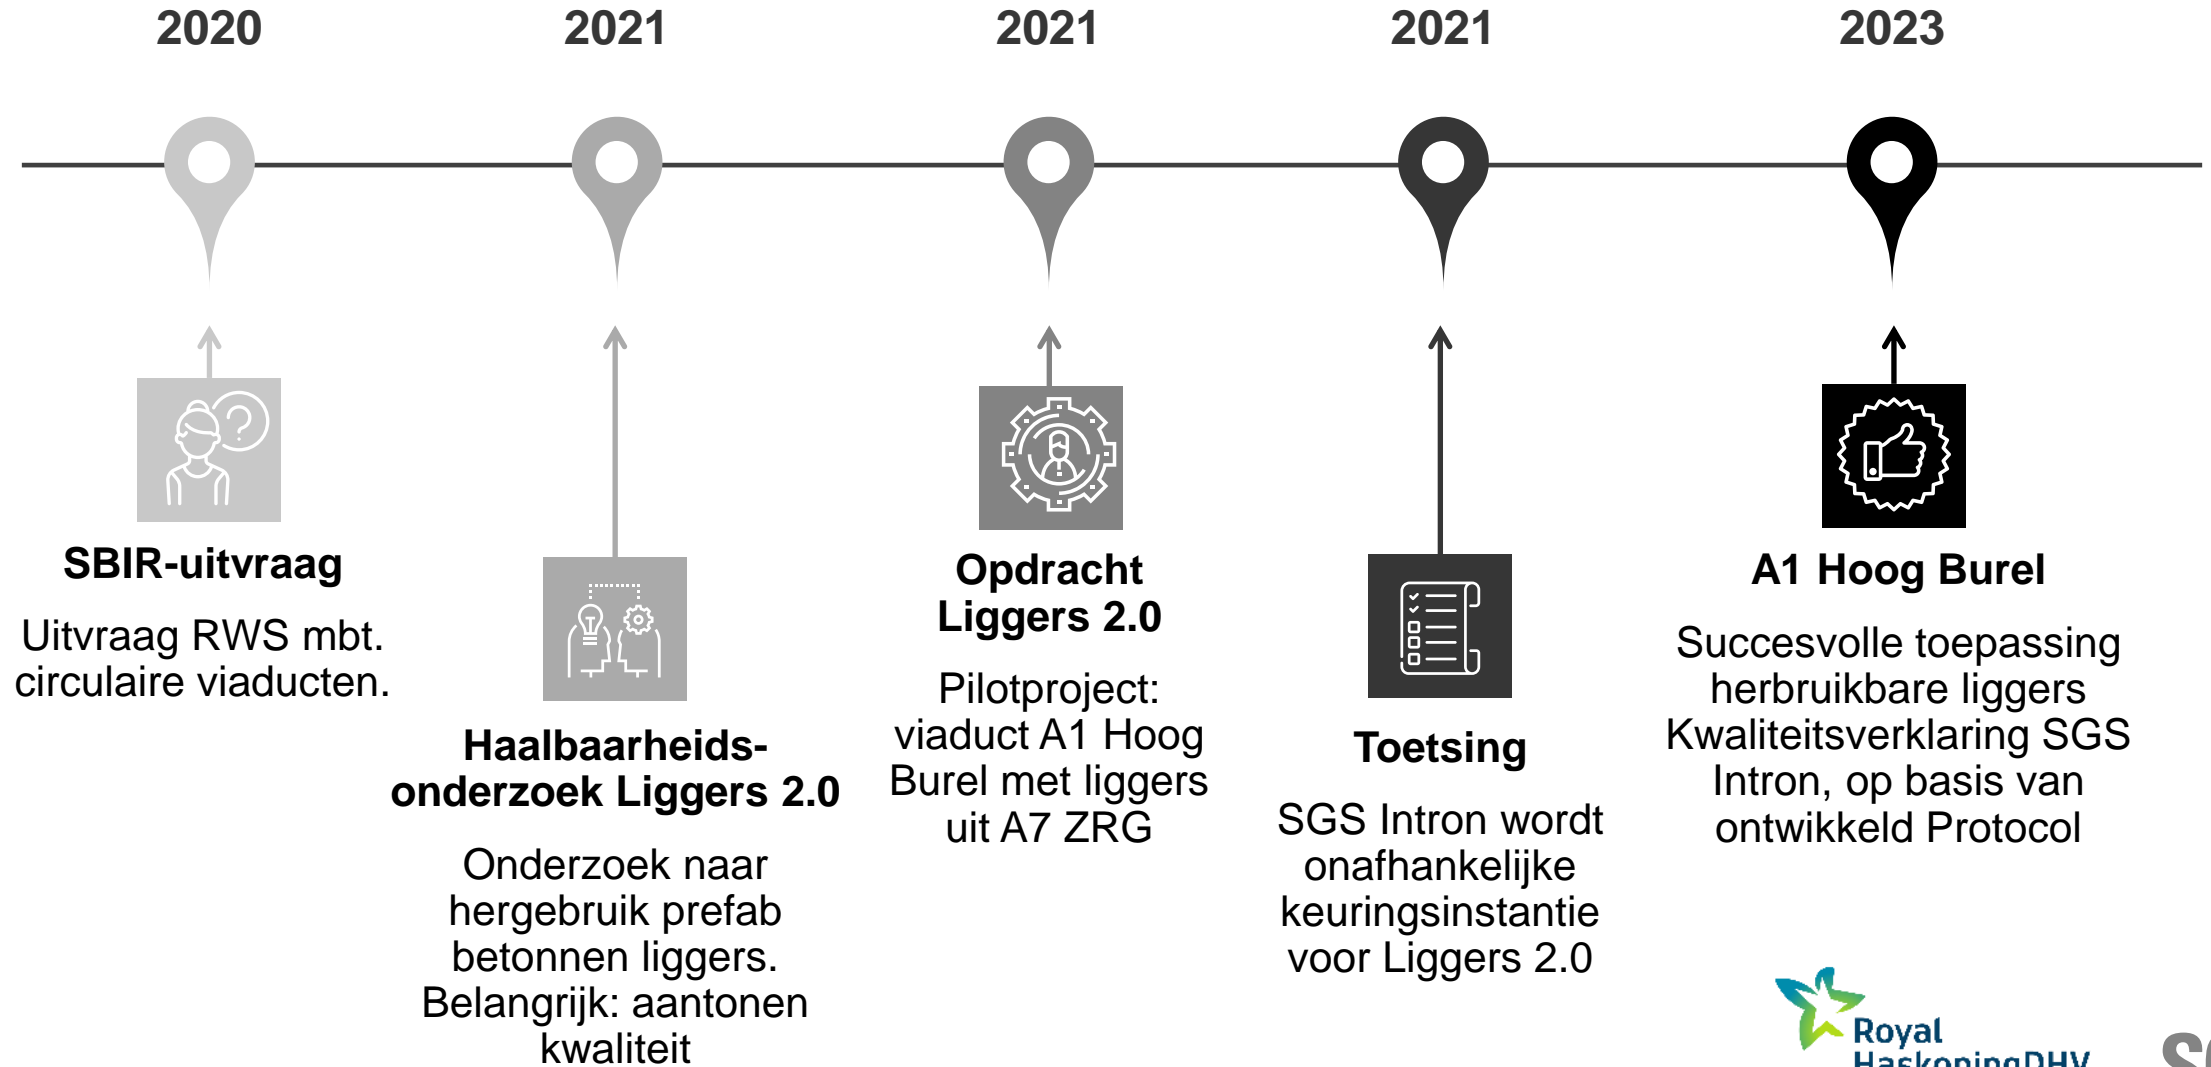 2020
2021
2021
2021
2023
SBIR-uitvraag
Uitvraag RWS mbt.
circulaire viaducten.
Haalbaarheids-
onderzoek Liggers 2.0
Onderzoek naar
hergebruik prefab
betonnen liggers.
Belangrijk: aantonen
kwaliteit
Opdracht
Liggers 2.0
Pilotproject:
viaduct A1 Hoog
Burel met liggers
uit A7 ZRG
Toetsing
SGS Intron wordt
onafhankelijke
keuringsinstantie
voor Liggers 2.0
A1 Hoog Burel
Succesvolle toepassing
herbruikbare liggers
Kwaliteitsverklaring SGS
Intron, op basis van
ontwikkeld Protocol
Royal
HaskoningDHV